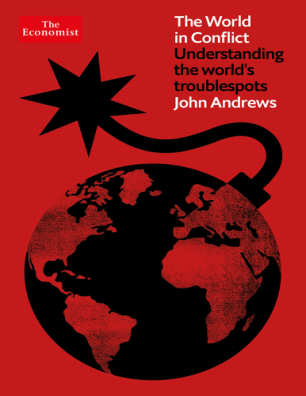 The
Economist
The World
in Conflict
Understanding
the world's
troublespots
John Andrews